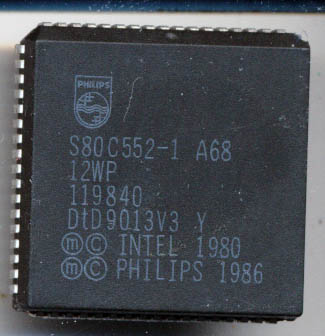 PHILIPS
S80C552-1 A68
12WP
119840
DtD9013V3 Y
Ⓜ© INTEL 1980
Ⓜ© PHILIPS 1986